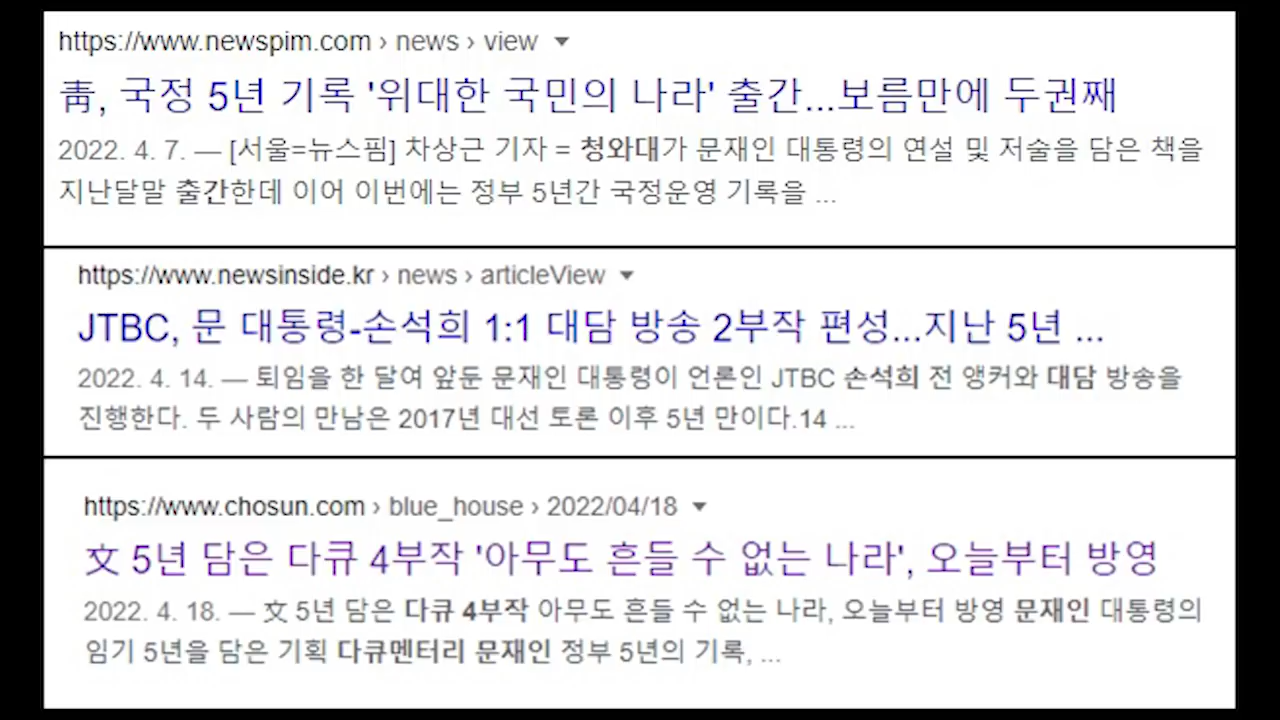 https://www.newspim.com › news › view
靑, 국정 5년 기록 '위대한 국민의 나라' 출간...보름만에 두권째
2022. 4. 7. — [서울=뉴스핌] 차상근 기자 = 청와대가 문재인 대통령의 연설 및 저술을 담은 책을
지난달말 출간한데 이어 이번에는 정부 5년간 국정운영 기록을 ...
https://www.newsinside.kr › news › articleView
JTBC, 문 대통령-손석희 1:1 대담 방송 2부작 편성...지난 5년 ...
2022. 4. 14. — 퇴임을 한 달여 앞둔 문재인 대통령이 언론인 JTBC 손석희 전 앵커와 대담 방송을
진행한다. 두 사람의 만남은 2017년 대선 토론 이후 5년 만이다.14 ...
https://www.chosun.com › blue_house › 2022/04/18
文 5년 담은 다큐 4부작 '아무도 흔들 수 없는 나라', 오늘부터 방영
2022. 4. 18. — 文 5년 담은 다큐 4부작 아무도 흔들 수 없는 나라, 오늘부터 방영 문재인 대통령의
임기 5년을 담은 기획 다큐멘터리 문재인 정부 5년의 기록, ...